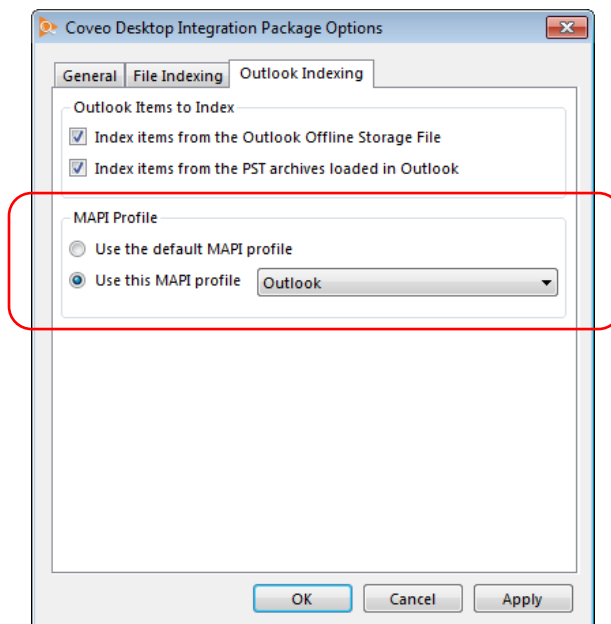 Coveo Desktop Integration Package Options
General File Indexing Outlook Indexing
Outlook Items to Index
Index items from the Outlook Offline Storage File
Index items from the PST archives loaded in Outlook
MAPI Profile
Use the default MAPI profile
Use this MAPI profile Outlook
OK Cancel Apply